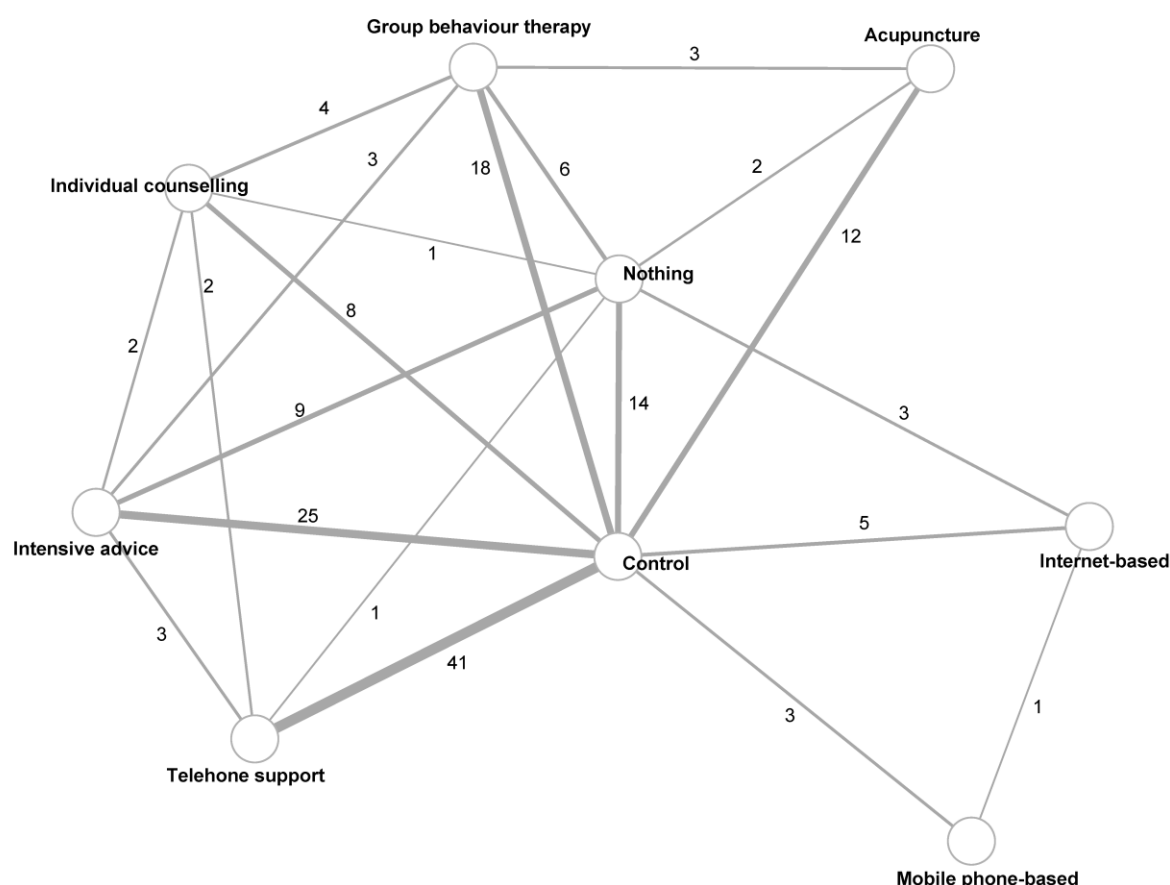 Group behaviour therapy
Acupuncture
3
4
3
18
6
2
Individual counselling
12
1
Nothing
2
8
2
9
14
3
25
5
Intensive advice
Control
Internet-based
1
3
41
3
1
Telehone support
Mobile phone-based